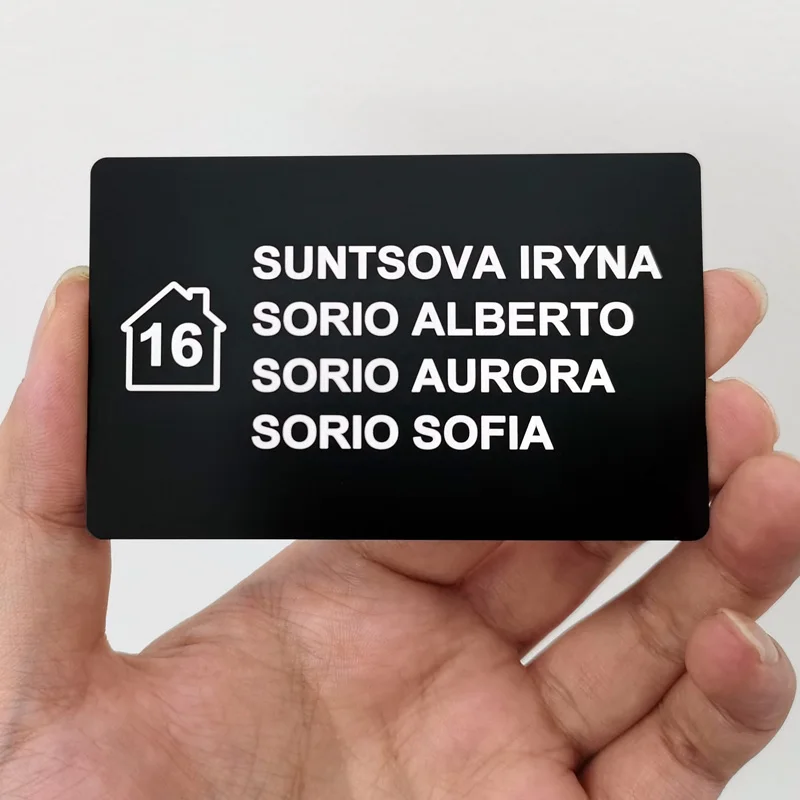 16
SUNTSOVA IRYNA
SORIO ALBERTO
SORIO AURORA
SORIO SOFIA